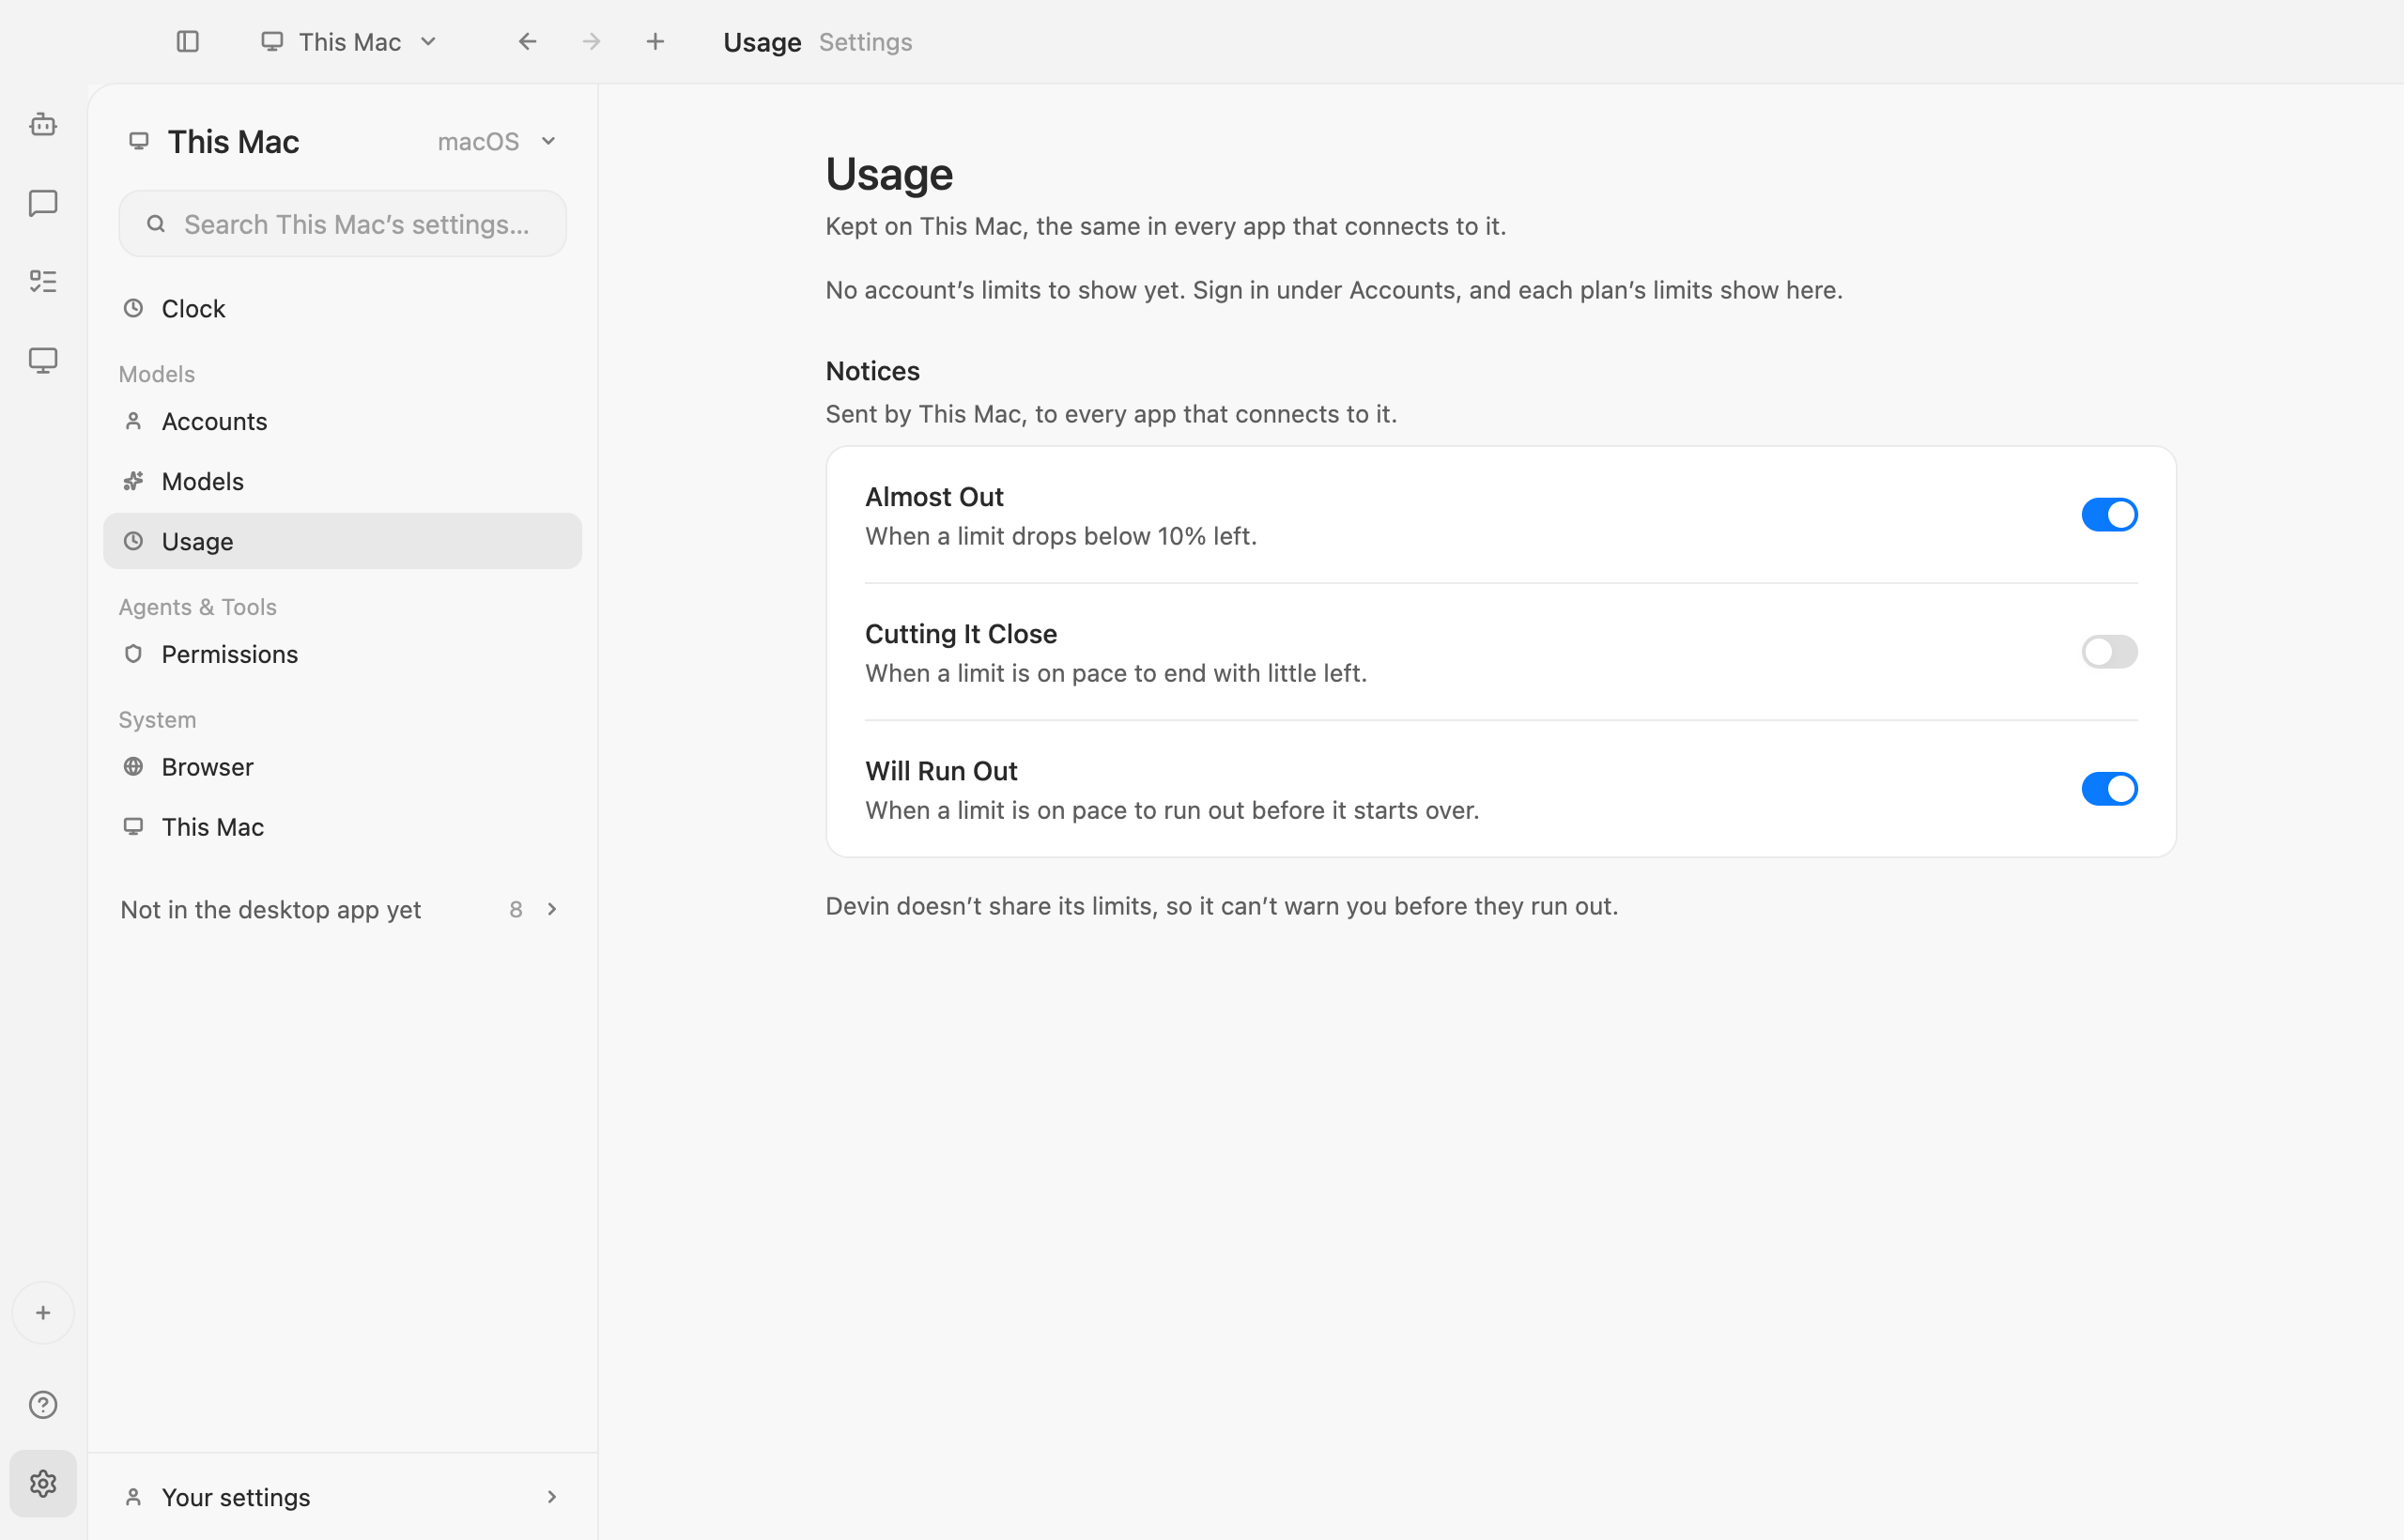 This Mac
Usage Settings
This Mac macOS
Search This Mac’s settings...
Clock
Models
Accounts
Models
Usage
Agents & Tools
Permissions
System
Browser
This Mac
Not in the desktop app yet 8
Your settings
Usage
Kept on This Mac, the same in every app that connects to it.
No account’s limits to show yet. Sign in under Accounts, and each plan’s limits show here.
Notices
Sent by This Mac, to every app that connects to it.
Almost Out
When a limit drops below 10% left.
Cutting It Close
When a limit is on pace to end with little left.
Will Run Out
When a limit is on pace to run out before it starts over.
Devin doesn’t share its limits, so it can’t warn you before they run out.